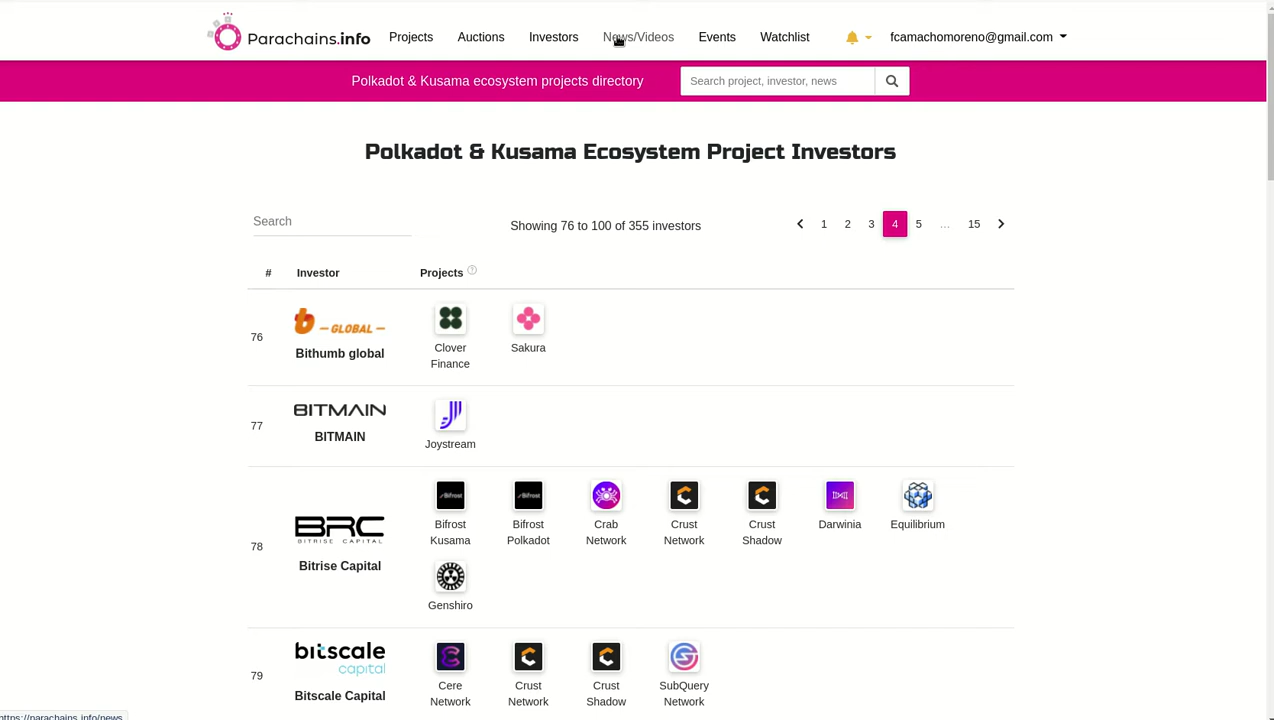 Parachains.info Projects Auctions Investors News/Videos Events Watchlist fcamachomoreno@gmail.com
Polkadot & Kusama ecosystem projects directory Search project, investor, news
Polkadot & Kusama Ecosystem Project Investors
Search Showing 76 to 100 of 355 investors 1 2 3 4 5 ... 15
# Investor Projects ?
76 GLOBAL Bithumb global Clover Finance Sakura
77 BITMAIN BITMAIN Joystream
78 BRC BITRISE CAPITAL Bitrise Capital Bifrost Bifrost Kusama Bifrost Bifrost Polkadot Crab Network Crust Network Crust Shadow Darwinia Equilibrium
Genshiro
79 bitscale capital Bitscale Capital Cere Network Crust Network Crust Shadow SubQuery Network
https://parachains.info/news